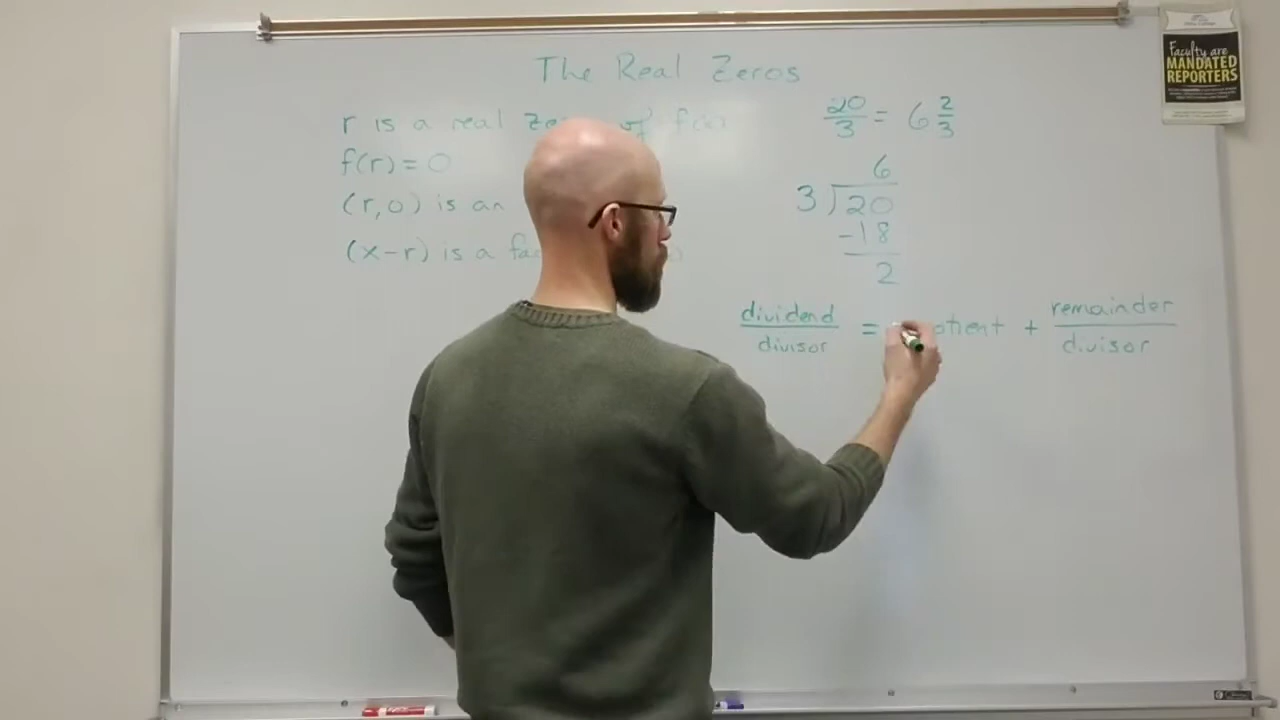 The Real Zeros
r is a real of
f(r) = 0
(r,0) is an
(x-r) is a
20/3 = 6 2/3
6
3 ) 20
-18
2
dividend/divisor = + remainder/divisor
Faculty are
MANDATED
REPORTERS